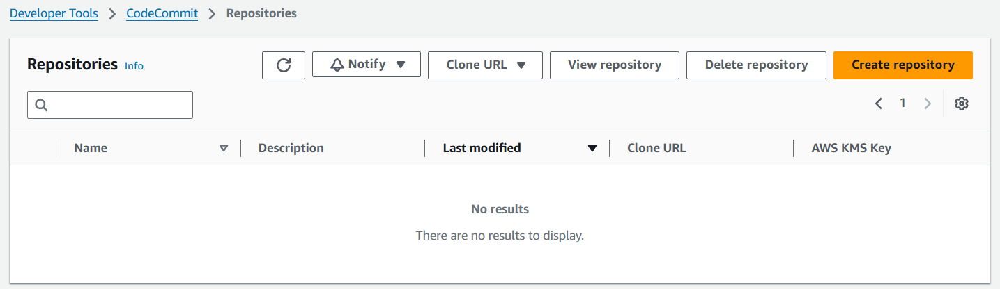 Developer Tools > CodeCommit > Repositories
Repositories Info Notify Clone URL View repository Delete repository Create repository
1
Name Description Last modified Clone URL AWS KMS Key
No results
There are no results to display.